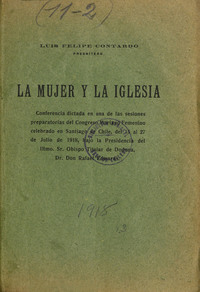 (11-2)
LUIS FELIPE CONTARDO
PRESBÍTERO
LA MUJER Y LA IGLESIA
Conferencia dictada en una de las sesiones
preparatorias del Congreso Mariano Femenino
celebrado en Santiago de Chile, del al 27
de Julio de 1918, bajo la Presidencia del
Iltmo. Sr. Obispo Titular de
Dr. Don Rafael Edwards.
1918